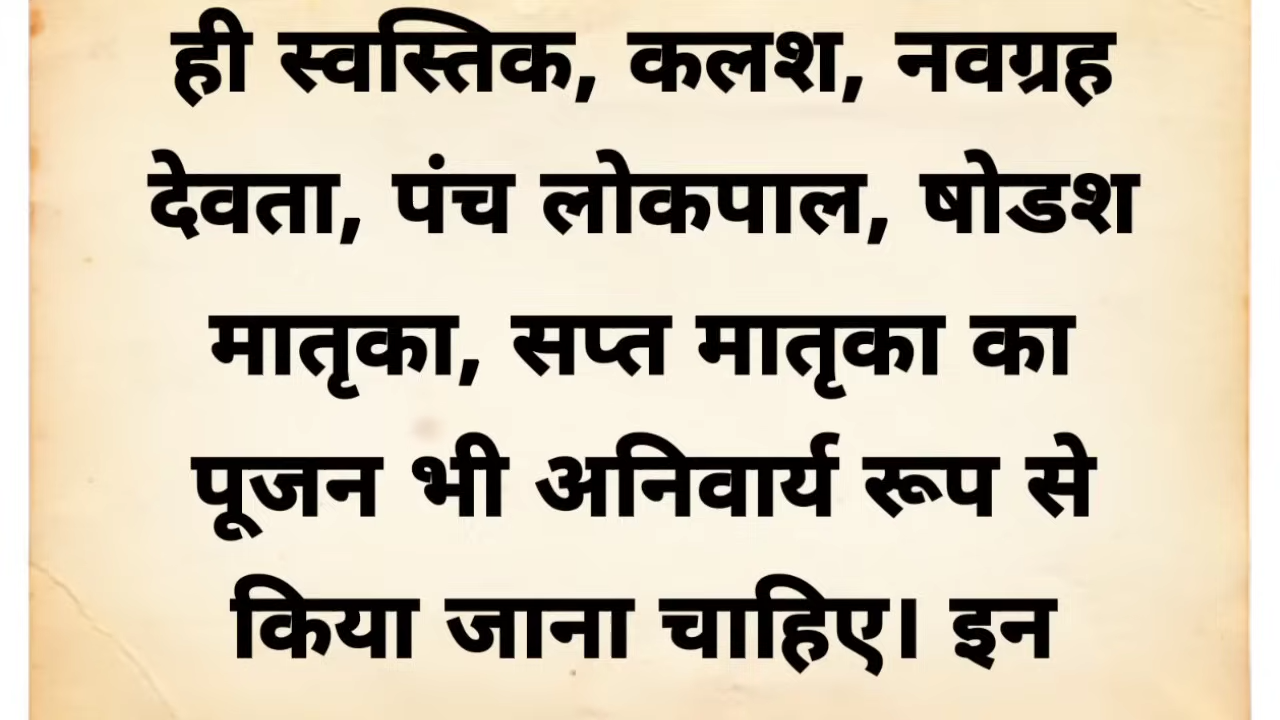 ही स्वस्तिक, कलश, नवग्रह
देवता, पंच लोकपाल, षोडश
मातृका, सप्त मातृका का
पूजन भी अनिवार्य रूप से
किया जाना चाहिए। इन